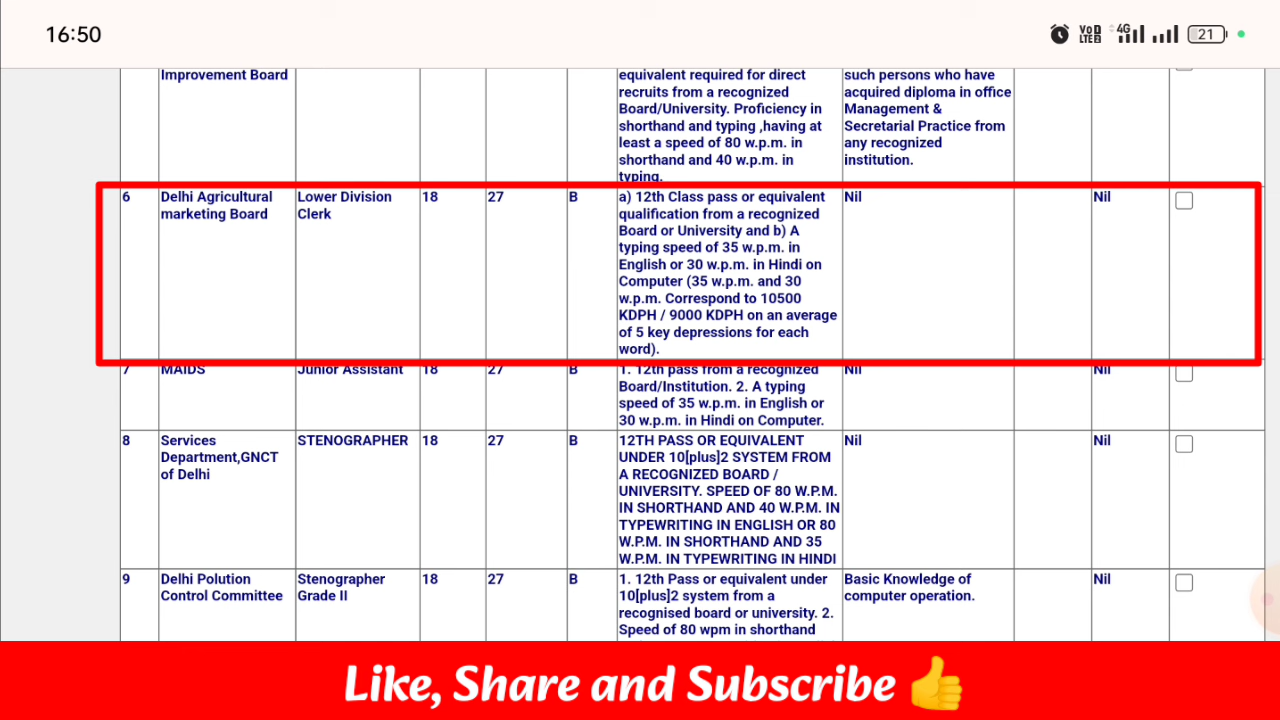 16:50
VoD LTE2 4G 21
Improvement Board
equivalent required for direct
recruits from a recognized
Board/University. Proficiency in
shorthand and typing ,having at
least a speed of 80 w.p.m. in
shorthand and 40 w.p.m. in
typing.
such persons who have
acquired diploma in office
Management &
Secretarial Practice from
any recognized
institution.
6
Delhi Agricultural
marketing Board
Lower Division
Clerk
18
27
B
a) 12th Class pass or equivalent
qualification from a recognized
Board or University and b) A
typing speed of 35 w.p.m. in
English or 30 w.p.m. in Hindi on
Computer (35 w.p.m. and 30
w.p.m. Correspond to 10500
KDPH / 9000 KDPH on an average
of 5 key depressions for each
word).
Nil
Nil
7
MAIDS
Junior Assistant
18
27
B
1. 12th pass from a recognized
Board/Institution. 2. A typing
speed of 35 w.p.m. in English or
30 w.p.m. in Hindi on Computer.
Nil
Nil
8
Services
Department,GNCT
of Delhi
STENOGRAPHER
18
27
B
12TH PASS OR EQUIVALENT
UNDER 10[plus]2 SYSTEM FROM
A RECOGNIZED BOARD /
UNIVERSITY. SPEED OF 80 W.P.M.
IN SHORTHAND AND 40 W.P.M. IN
TYPEWRITING IN ENGLISH OR 80
W.P.M. IN SHORTHAND AND 35
W.P.M. IN TYPEWRITING IN HINDI
Nil
Nil
9
Delhi Polution
Control Committee
Stenographer
Grade II
18
27
B
1. 12th Pass or equivalent under
10[plus]2 system from a
recognised board or university. 2.
Speed of 80 wpm in shorthand
Basic Knowledge of
computer operation.
Nil
Like, Share and Subscribe 👍